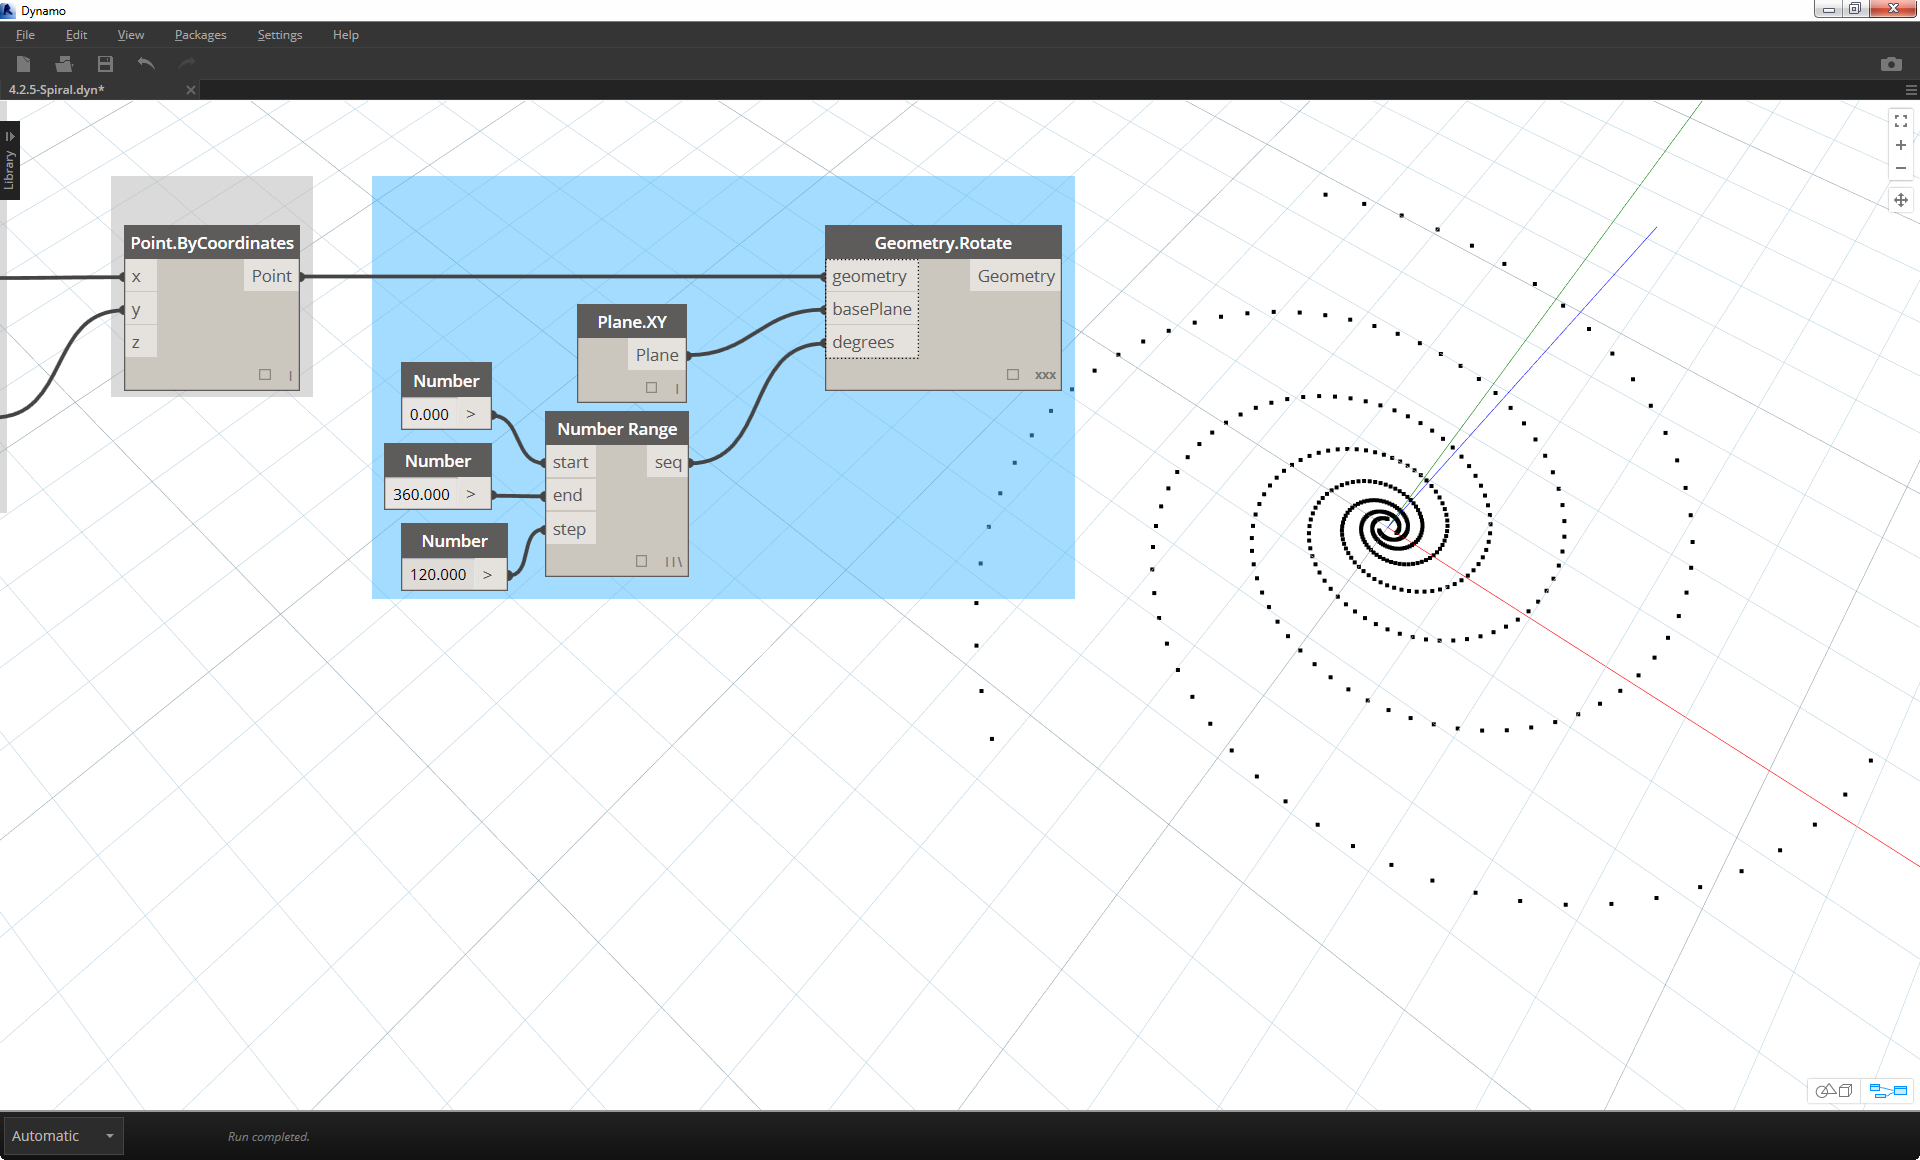 Dynamo
File Edit View Packages Settings Help
4.2.5-Spiral.dyn*
Library
Point.ByCoordinates
x Point
y
z
|
Geometry.Rotate
geometry Geometry
basePlane
degrees
xxx
Plane.XY
Plane
|
Number
0.000 >
Number
360.000 >
Number
120.000 >
Number Range
start seq
end
step
||\
Automatic
Run completed.